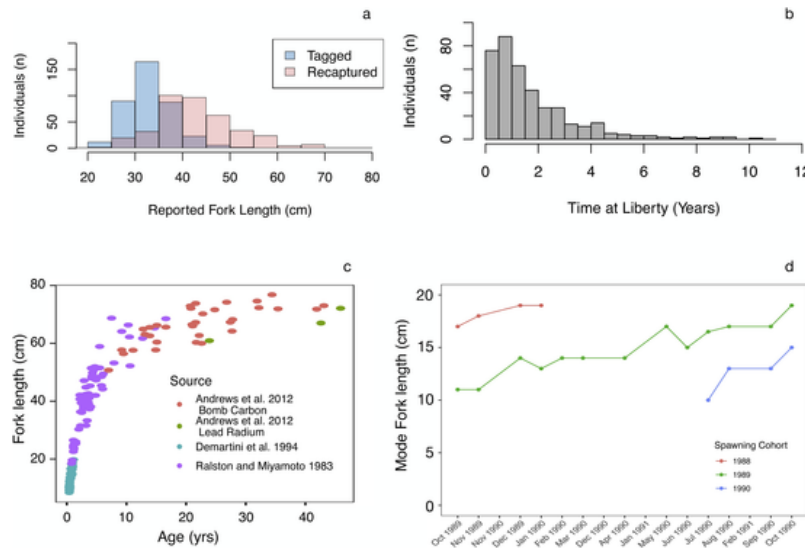 a
Individuals (n)
0
50
150
Tagged
Recaptured
20
30
40
50
60
70
80
Reported Fork Length (cm)
b
Individuals (n)
0
40
80
0
2
4
6
8
10
12
Time at Liberty (Years)
c
Fork length (cm)
80
60
40
20
0
10
20
30
40
Age (yrs)
Source
Andrews et al. 2012
Bomb Carbon
Andrews et al. 2012
Lead Radium
Demartini et al. 1994
Ralston and Miyamoto 1983
d
Mode Fork length (cm)
20
15
10
5
0
Spawning Cohort
1988
1989
1990
Oct 1989
Nov 1989
Nov 1990
Dec 1989
Jan 1990
Feb 1990
Mar 1990
Dec 1990
Apr 1990
Jan 1991
May 1990
Jun 1990
Jul 1990
Aug 1990
Feb 1991
Sep 1990
Oct 1990